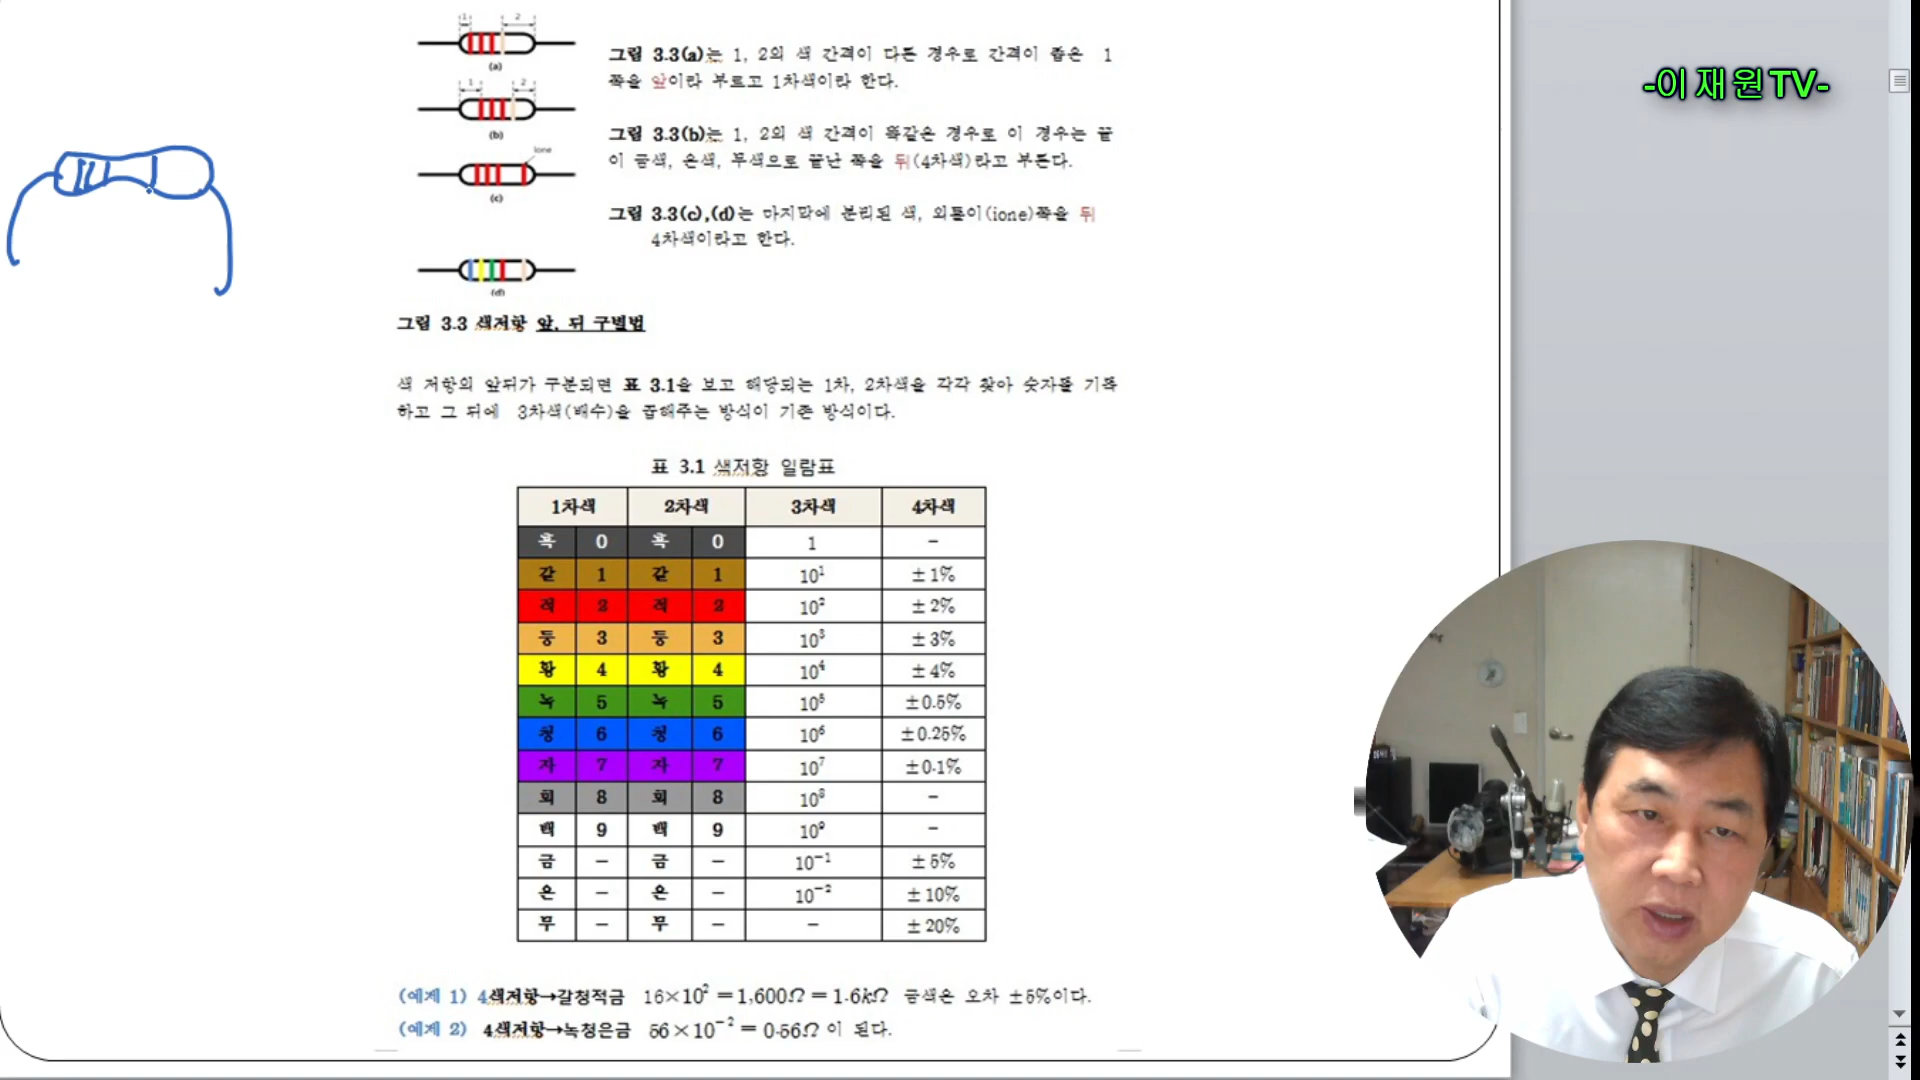 -이재원TV-
1 2
(a)
그림 3.3(a)는 1, 2의 색 간격이 다른 경우로 간격이 좁은 1
쪽을 앞이라 부르고 1차색이라 한다.
1 2
(b)
그림 3.3(b)는 1, 2의 색 간격이 똑같은 경우로 이 경우는 끝
이 금색, 은색, 무색으로 끝난 쪽을 뒤(4차색)라고 부른다.
ione
(c)
그림 3.3(c),(d)는 마지막에 분리된 색, 외톨이(ione)쪽을 뒤
4차색이라고 한다.
(d)
그림 3.3 색저항 앞, 뒤 구별법
색 저항의 앞뒤가 구분되면 표 3.1을 보고 해당되는 1차, 2차색을 각각 찾아 숫자를 기록
하고 그 뒤에 3차색(배수)을 곱해주는 방식이 기존 방식이다.
표 3.1 색저항 일람표
1차색 2차색 3차색 4차색
흑 0 흑 0 1 −
갈 1 갈 1 10¹ ±1%
적 2 적 2 10² ±2%
등 3 등 3 10³ ±3%
황 4 황 4 10⁴ ±4%
녹 5 녹 5 10⁵ ±0.5%
청 6 청 6 10⁶ ±0.25%
자 7 자 7 10⁷ ±0.1%
회 8 회 8 10⁸ −
백 9 백 9 10⁹ −
금 − 금 − 10⁻¹ ±5%
은 − 은 − 10⁻² ±10%
무 − 무 − − ±20%
(예제 1) 4색저항→갈청적금 16×10² =1,600Ω=1.6kΩ 금색은 오차 ±5%이다.
(예제 2) 4색저항→녹청은금 56×10⁻² = 0.56Ω이 된다.